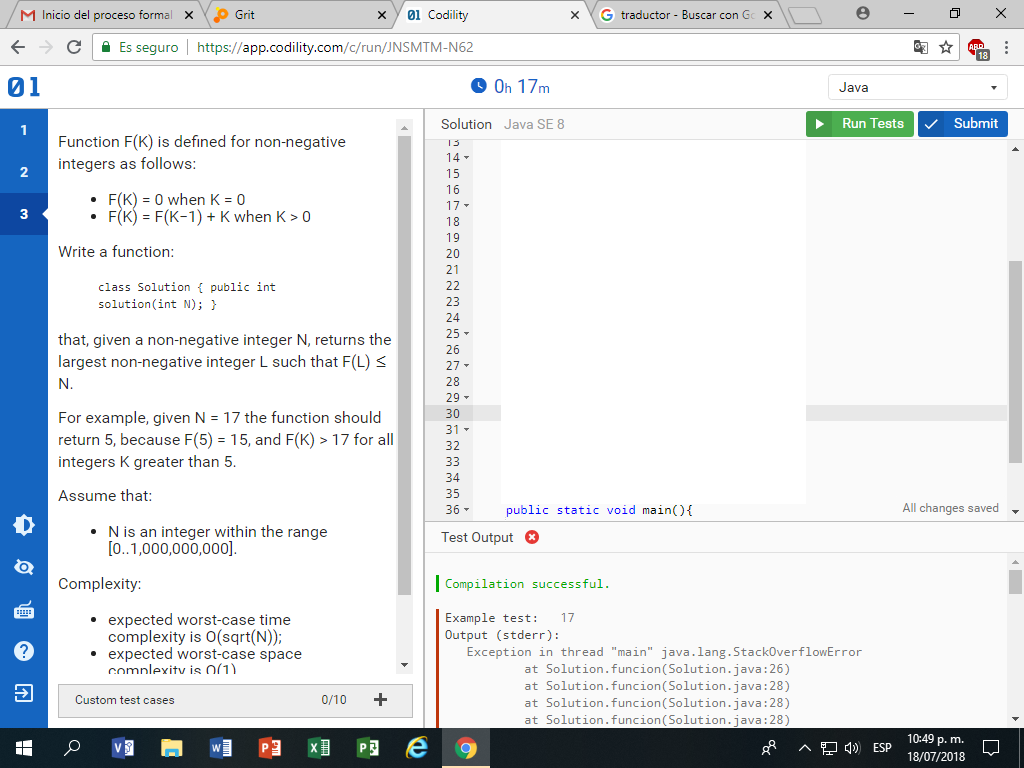 Inicio del proceso formal
Grit
Codility
traductor - Buscar con Go
Es seguro
https://app.codility.com/c/run/JNSMTM-N62
ABP
18
01
0h 17m
Java
1
2
3
Function F(K) is defined for non-negative
integers as follows:
• F(K) = 0 when K = 0
• F(K) = F(K−1) + K when K > 0
Write a function:
class Solution { public int
solution(int N); }
that, given a non-negative integer N, returns the
largest non-negative integer L such that F(L) ≤
N.
For example, given N = 17 the function should
return 5, because F(5) = 15, and F(K) > 17 for all
integers K greater than 5.
Assume that:
• N is an integer within the range
[0..1,000,000,000].
Complexity:
• expected worst-case time
complexity is O(sqrt(N));
• expected worst-case space
complexity is O(1)
Custom test cases 0/10 +
Solution Java SE 8
Run Tests
Submit
13
14
15
16
17
18
19
20
21
22
23
24
25
26
27
28
29
30
31
32
33
34
35
36 public static void main(){
All changes saved
Test Output
Compilation successful.
Example test: 17
Output (stderr):
Exception in thread "main" java.lang.StackOverflowError
at Solution.funcion(Solution.java:26)
at Solution.funcion(Solution.java:28)
at Solution.funcion(Solution.java:28)
at Solution.funcion(Solution.java:28)
ESP
10:49 p. m.
18/07/2018